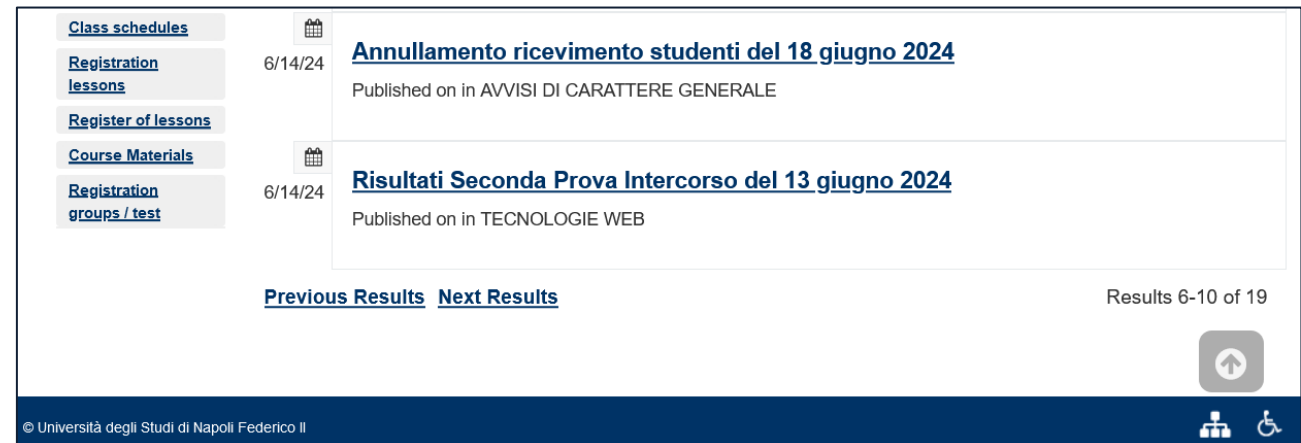 Class schedules
Registration
lessons
Register of lessons
Course Materials
Registration
groups / test
6/14/24
Annullamento ricevimento studenti del 18 giugno 2024
Published on in AVVISI DI CARATTERE GENERALE
6/14/24
Risultati Seconda Prova Intercorso del 13 giugno 2024
Published on in TECNOLOGIE WEB
Previous Results Next Results
Results 6-10 of 19
© Università degli Studi di Napoli Federico II